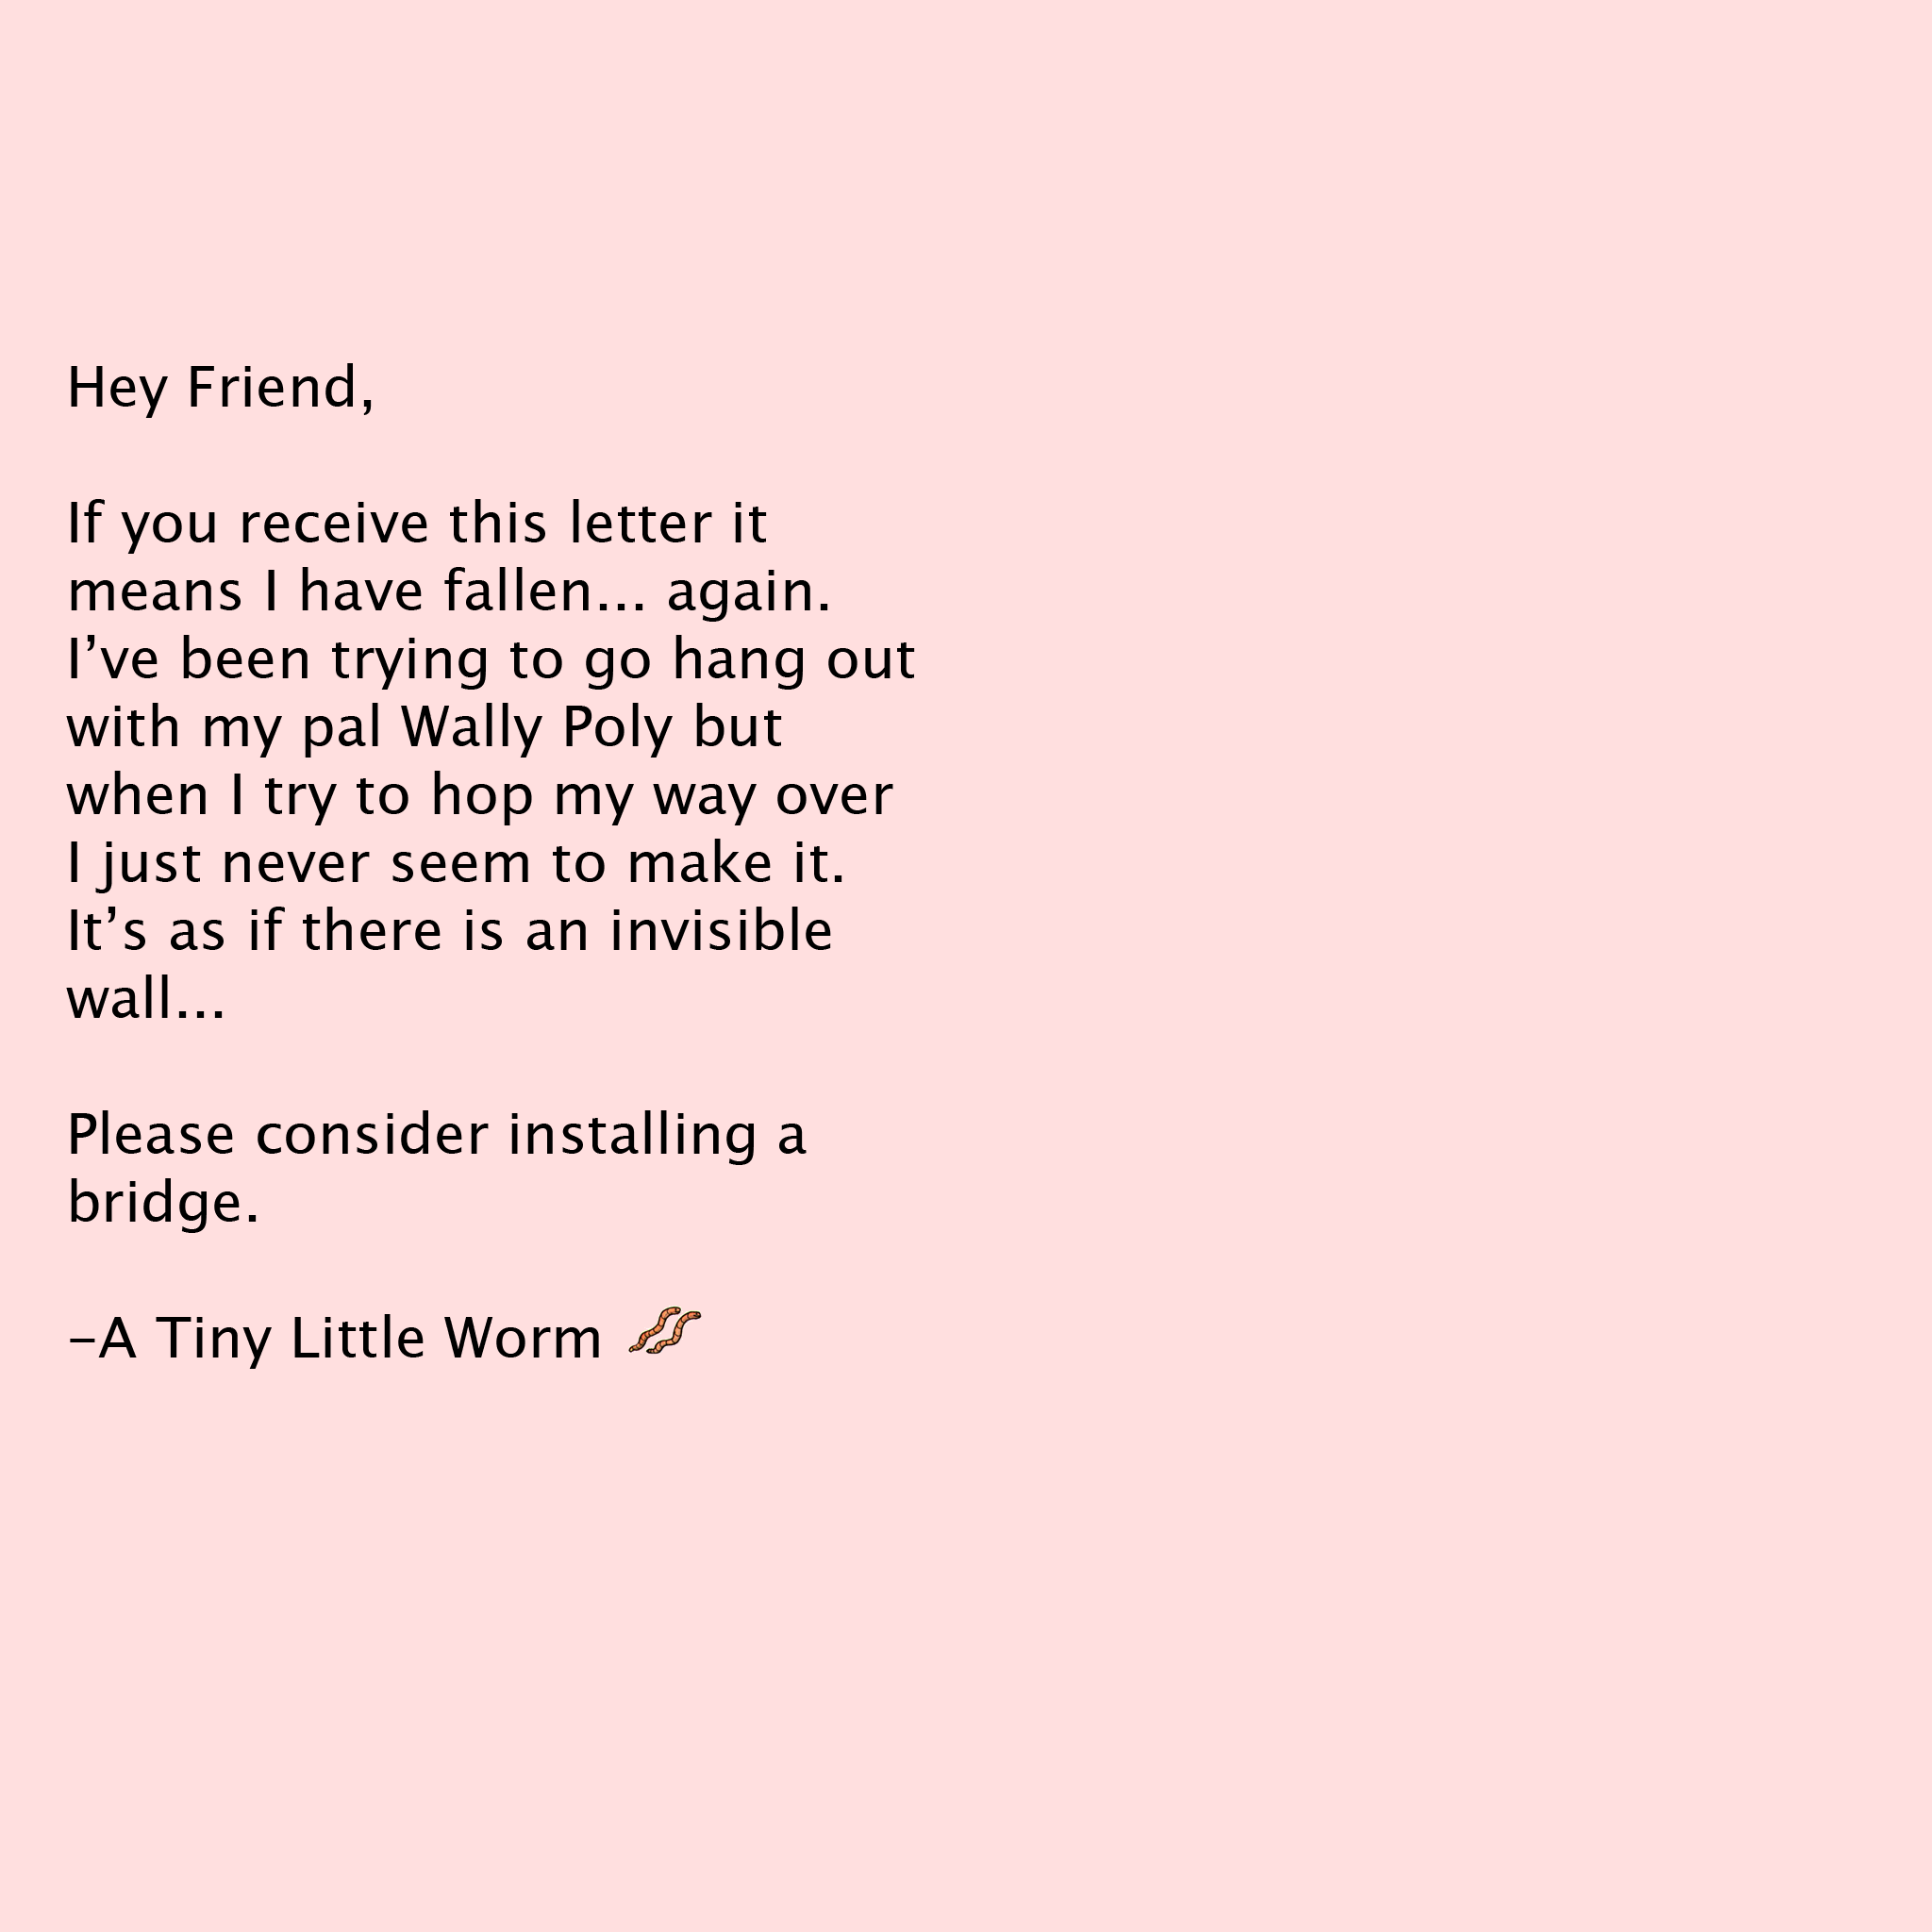 Hey Friend,
If you receive this letter it
means I have fallen... again.
I’ve been trying to go hang out
with my pal Wally Poly but
when I try to hop my way over
I just never seem to make it.
It’s as if there is an invisible
wall...
Please consider installing a
bridge.
–A Tiny Little Worm